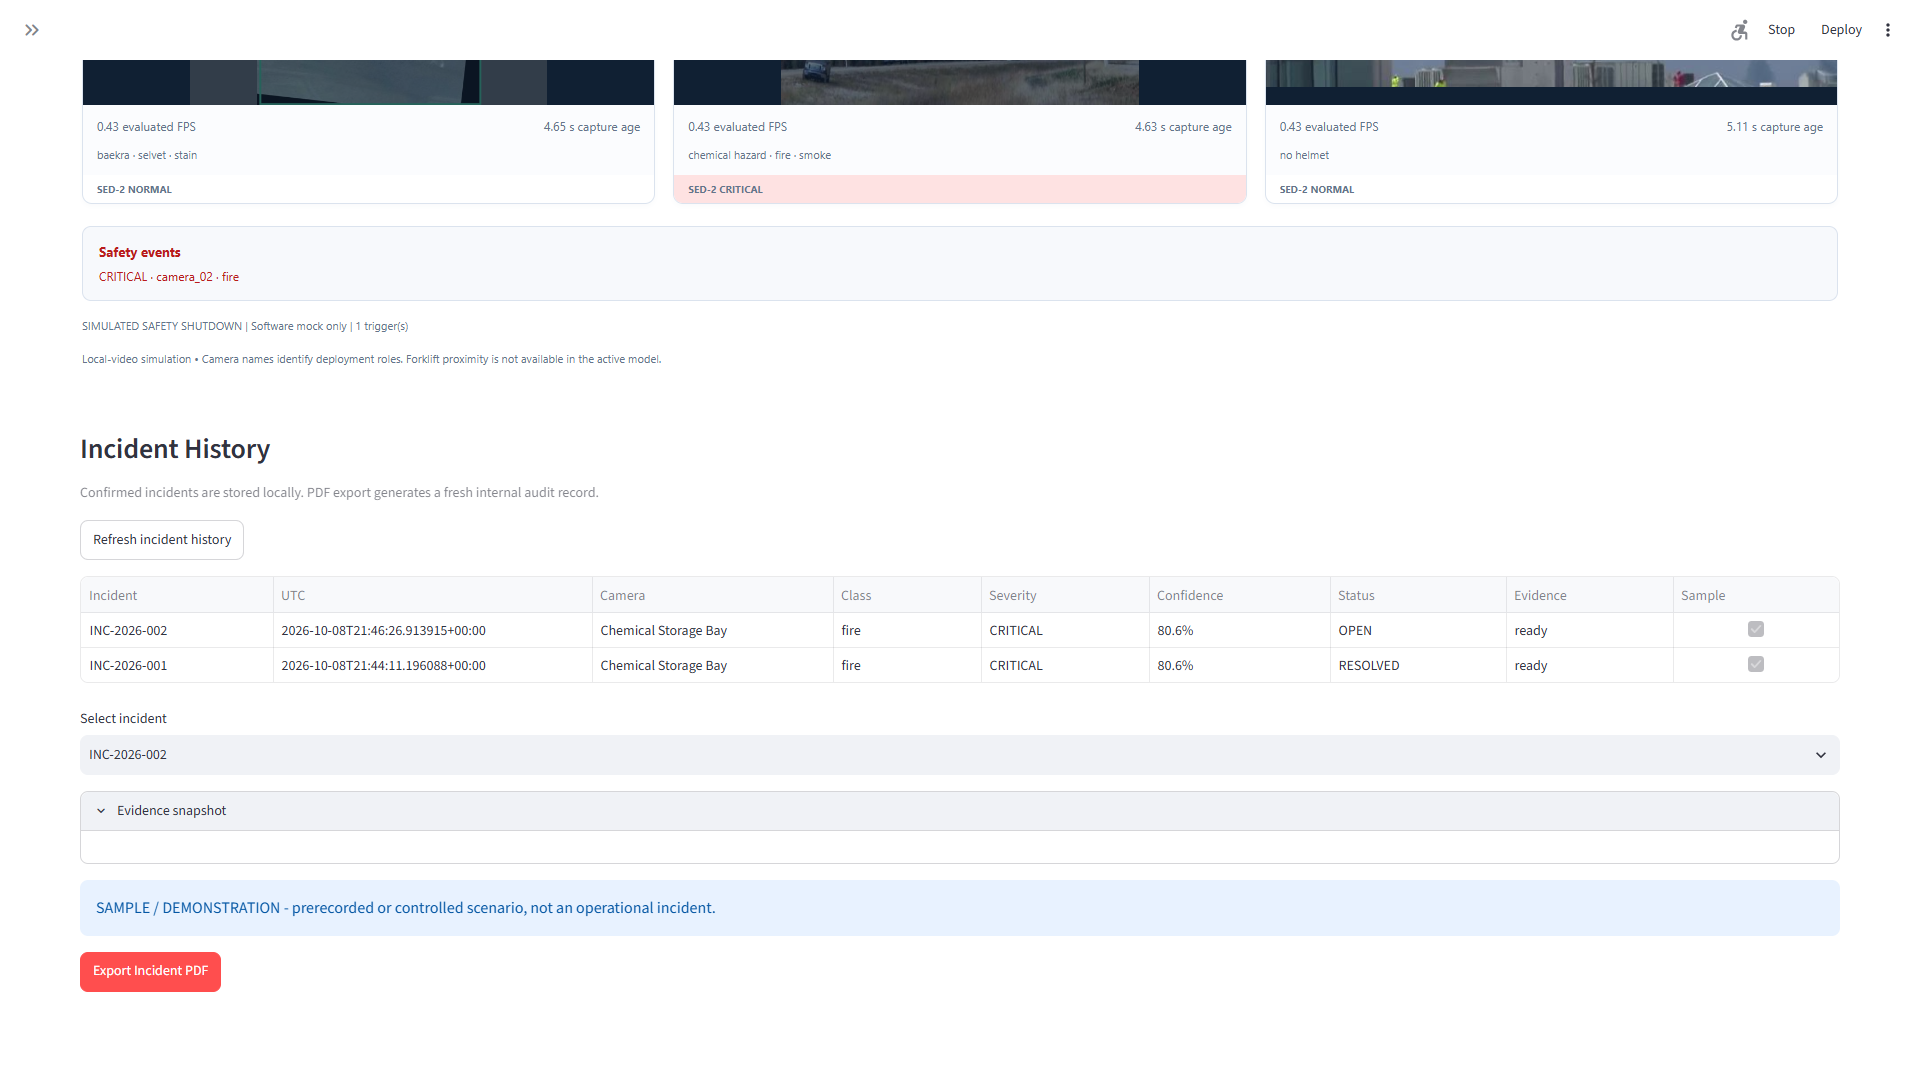 Stop Deploy
0.43 evaluated FPS 4.65 s capture age
baekra · selvet · stain
SED-2 NORMAL
0.43 evaluated FPS 4.63 s capture age
chemical hazard · fire · smoke
SED-2 CRITICAL
0.43 evaluated FPS 5.11 s capture age
no helmet
SED-2 NORMAL
Safety events
CRITICAL · camera_02 · fire
SIMULATED SAFETY SHUTDOWN | Software mock only | 1 trigger(s)
Local-video simulation • Camera names identify deployment roles. Forklift proximity is not available in the active model.
Incident History
Confirmed incidents are stored locally. PDF export generates a fresh internal audit record.
Refresh incident history
Incident UTC Camera Class Severity Confidence Status Evidence Sample
INC-2026-002 2026-10-08T21:46:26.913915+00:00 Chemical Storage Bay fire CRITICAL 80.6% OPEN ready
INC-2026-001 2026-10-08T21:44:11.196088+00:00 Chemical Storage Bay fire CRITICAL 80.6% RESOLVED ready
Select incident
INC-2026-002
Evidence snapshot
SAMPLE / DEMONSTRATION - prerecorded or controlled scenario, not an operational incident.
Export Incident PDF